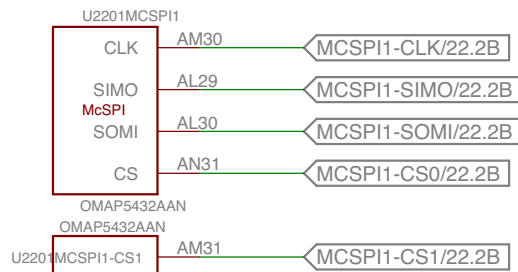 U2201MCSPI1
CLK AM30 MCSPI1-CLK/22.2B
SIMO AL29 MCSPI1-SIMO/22.2B
McSPI
SOMI AL30 MCSPI1-SOMI/22.2B
CS AN31 MCSPI1-CS0/22.2B
OMAP5432AAN
OMAP5432AAN
U2201MCSPI1-CS1 AM31 MCSPI1-CS1/22.2B